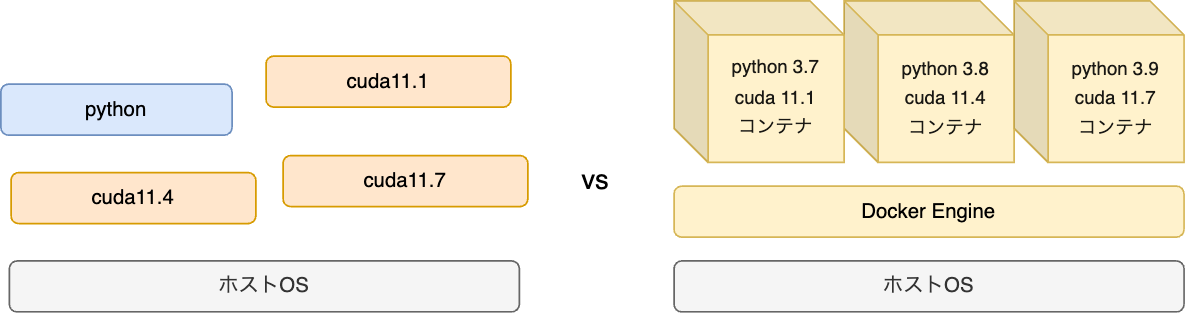 cuda11.1
python
cuda11.7
cuda11.4
ホストOS
vs
python 3.7
cuda 11.1
コンテナ
python 3.8
cuda 11.4
コンテナ
python 3.9
cuda 11.7
コンテナ
Docker Engine
ホストOS